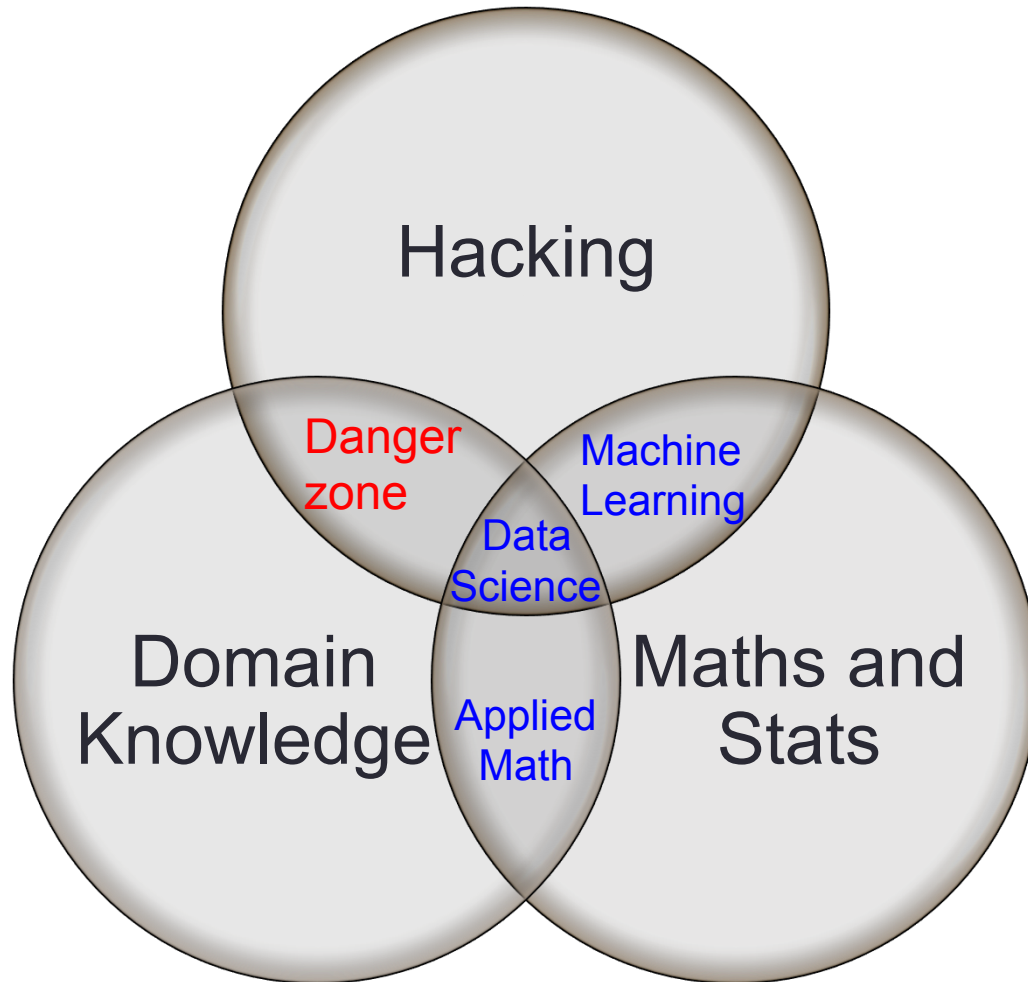 Hacking
Danger
zone
Machine
Learning
Data
Science
Domain
Knowledge
Maths and
Stats
Applied
Math